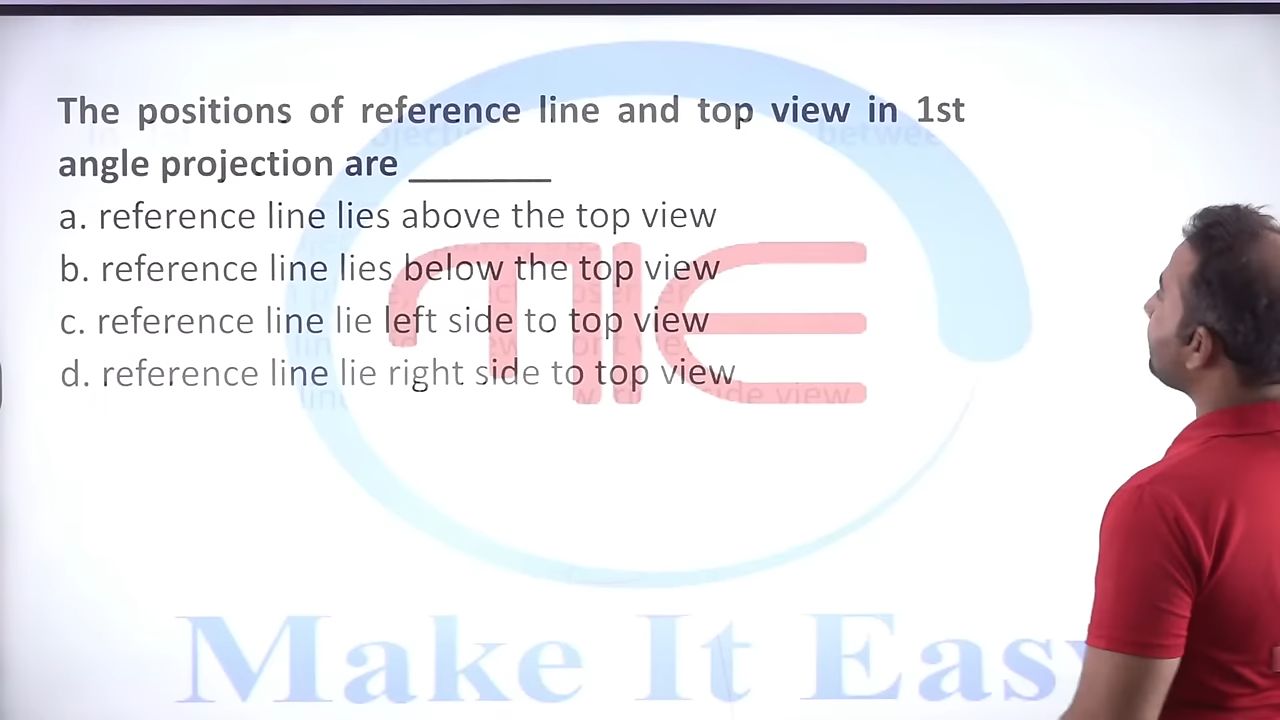 The positions of reference line and top view in 1st
angle projection are _______
a. reference line lies above the top view
b. reference line lies below the top view
c. reference line lie left side to top view
d. reference line lie right side to top view
MIE
Make It Easy